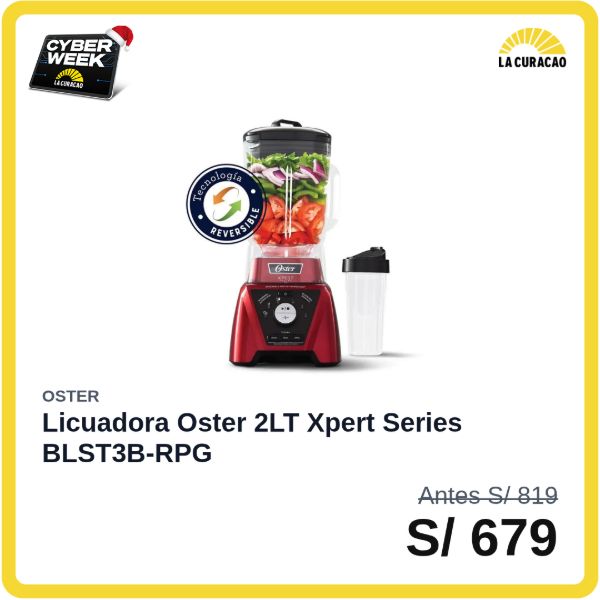 CYBER
WEEK
LA CURACAO
LA CURACAO
Tecnología
REVERSIBLE
Oster
XPERT
OSTER
Licuadora Oster 2LT Xpert Series
BLST3B-RPG
Antes S/ 819
S/ 679